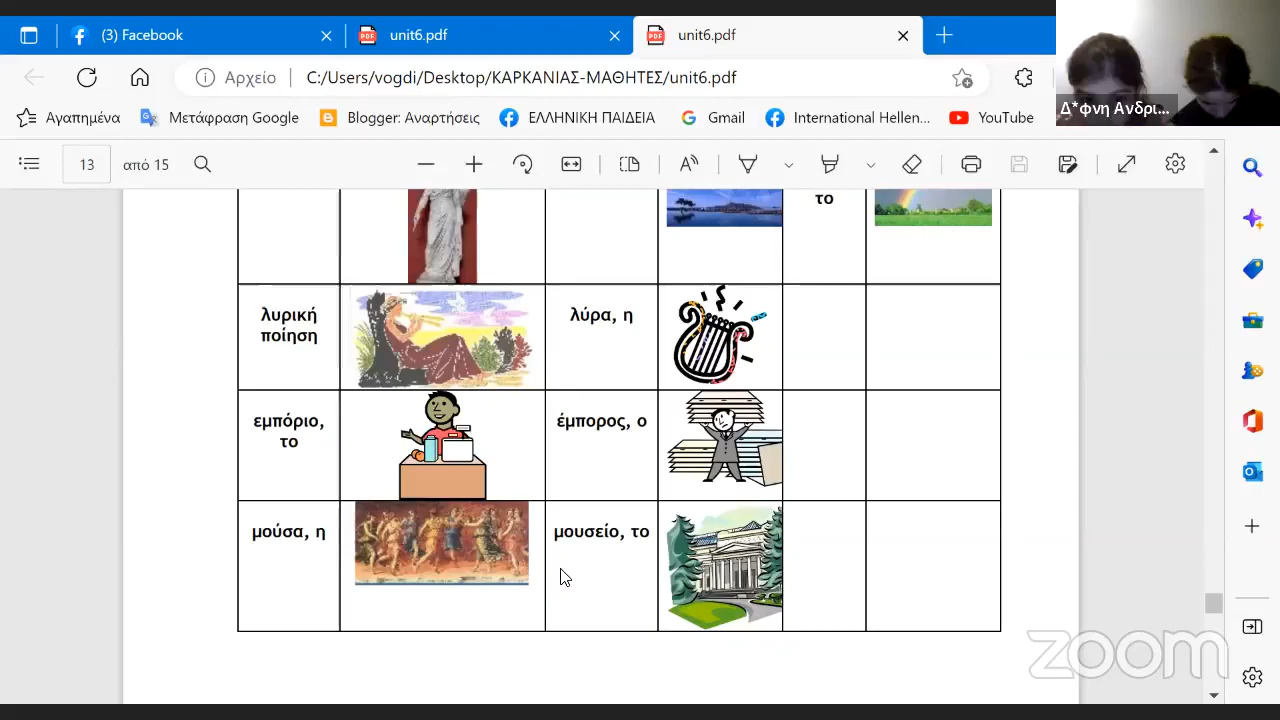 (3) Facebook
unit6.pdf
unit6.pdf
Αρχείο
C:/Users/vogdi/Desktop/ΚΑΡΚΑΝΙΑΣ-ΜΑΘΗΤΕΣ/unit6.pdf
Αγαπημένα
Μετάφραση Google
Blogger: Αναρτήσεις
ΕΛΛΗΝΙΚΗ ΠΑΙΔΕΙΑ
Gmail
International Hellen...
YouTube
Δ*φνη Ανδρι...
13
από 15
το
λυρική
ποίηση
λύρα, η
εμπόριο,
το
έμπορος, ο
μούσα, η
μουσείο, το
zoom